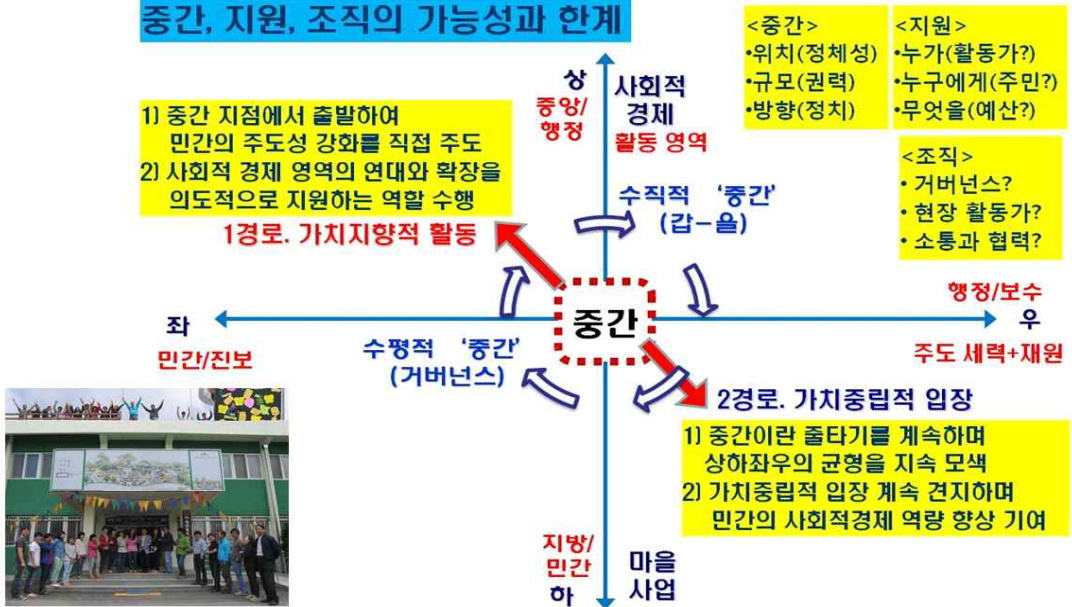 중간, 지원, 조직의 가능성과 한계
<중간>
•위치(정체성)
•규모(권력)
•방향(정치)
<지원>
•누가(활동가?)
•누구에게(주민?)
•무엇을(예산?)
<조직>
• 거버넌스?
• 현장 활동가?
• 소통과 협력?
상
중앙/
행정
사회적
경제
활동 영역
1) 중간 지점에서 출발하여
민간의 주도성 강화를 직접 주도
2) 사회적 경제 영역의 연대와 확장을
의도적으로 지원하는 역할 수행
1경로. 가치지향적 활동
수직적 ‘중간’
(갑-을)
중간
좌
민간/진보
수평적 ‘중간’
(거버넌스)
행정/보수
우
주도 세력+재원
2경로. 가치중립적 입장
1) 중간이란 줄타기를 계속하며
상하좌우의 균형을 지속 모색
2) 가치중립적 입장 계속 견지하며
민간의 사회적경제 역량 향상 기여
지방/
민간
하
마을
사업